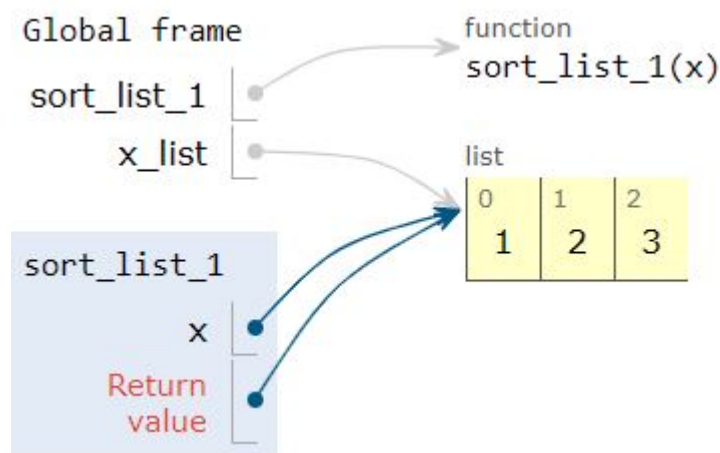 Global frame
function
sort_list_1(x)
sort_list_1
x_list
list
0 1 2
1 2 3
sort_list_1
x
Return
value